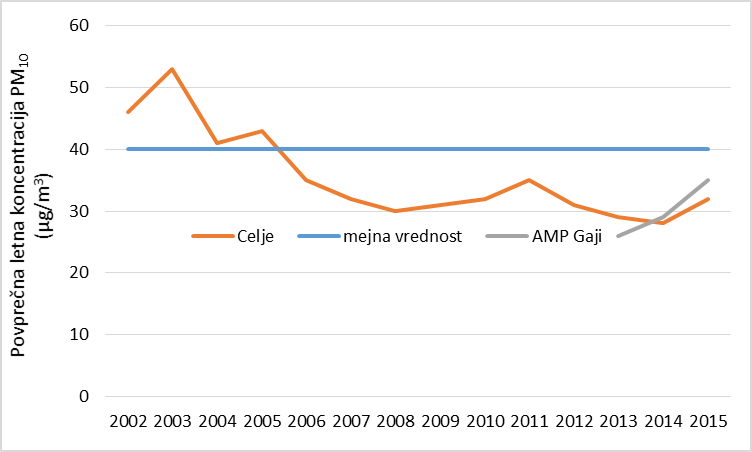 Povprečna letna koncentracija PM₁₀
(µg/m³)
60
50
40
30
20
10
0
Celje
mejna vrednost
AMP Gaji
2002 2003 2004 2005 2006 2007 2008 2009 2010 2011 2012 2013 2014 2015